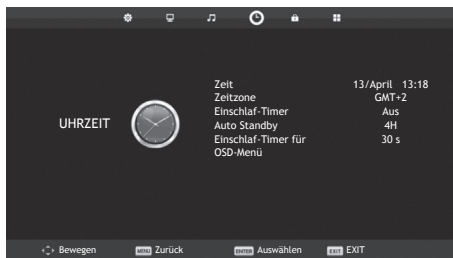 UHRZEIT
Zeit 13/April 13:18
Zeitzone GMT+2
Einschlaf-Timer Aus
Auto Standby 4H
Einschlaf-Timer für 30 s
OSD-Menü
Bewegen MENU Zurück ENTER Auswählen EXIT EXIT